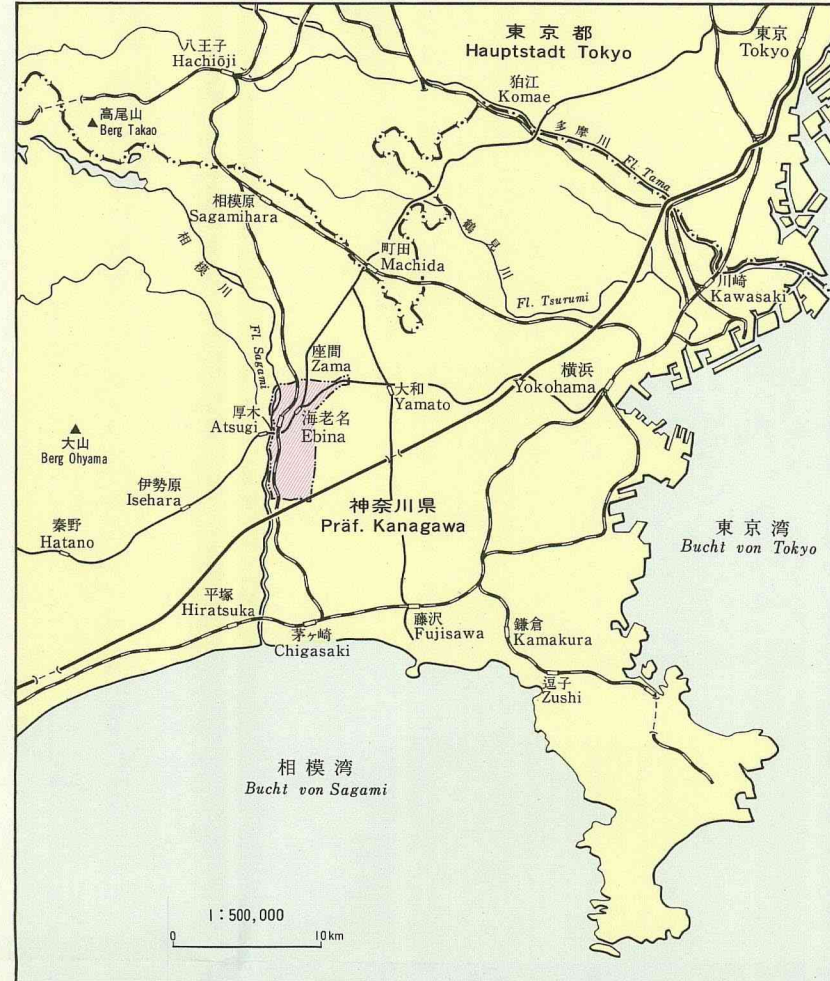 東京都
Hauptstadt Tokyo
東京
Tokyo
八王子
Hachiōji
狛江
Komae
高尾山
Berg Takao
多摩川
Fl. Tama
相模原
Sagamihara
相模川
Fl. Sagami
鶴見川
Fl. Tsurumi
町田
Machida
川崎
Kawasaki
座間
Zama
大和
Yamato
横浜
Yokohama
厚木
Atsugi
海老名
Ebina
大山
Berg Ohyama
伊勢原
Isehara
秦野
Hatano
神奈川県
Präf. Kanagawa
東京湾
Bucht von Tokyo
平塚
Hiratsuka
茅ヶ崎
Chigasaki
藤沢
Fujisawa
鎌倉
Kamakura
逗子
Zushi
相模湾
Bucht von Sagami
1:500,000
0 10km